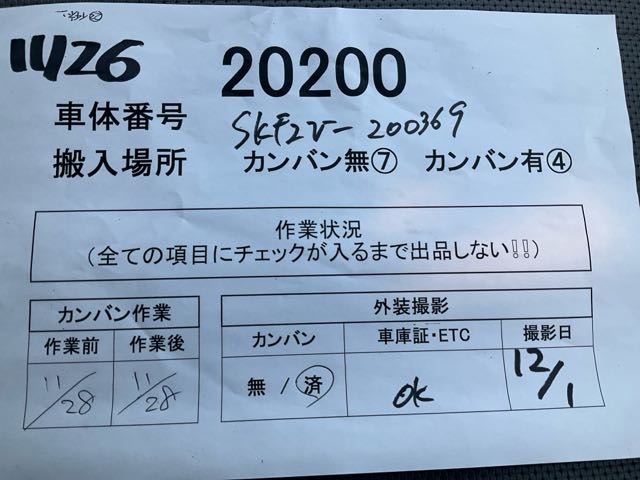 11/26
20200
車体番号 SKF2V-200369
搬入場所 カンバン無⑦ カンバン有④
作業状況
(全ての項目にチェックが入るまで出品しない!!)
カンバン作業
作業前 作業後
11/28 11/28
外装撮影
カンバン 車庫証・ETC 撮影日
無 / 済 ok 12/1